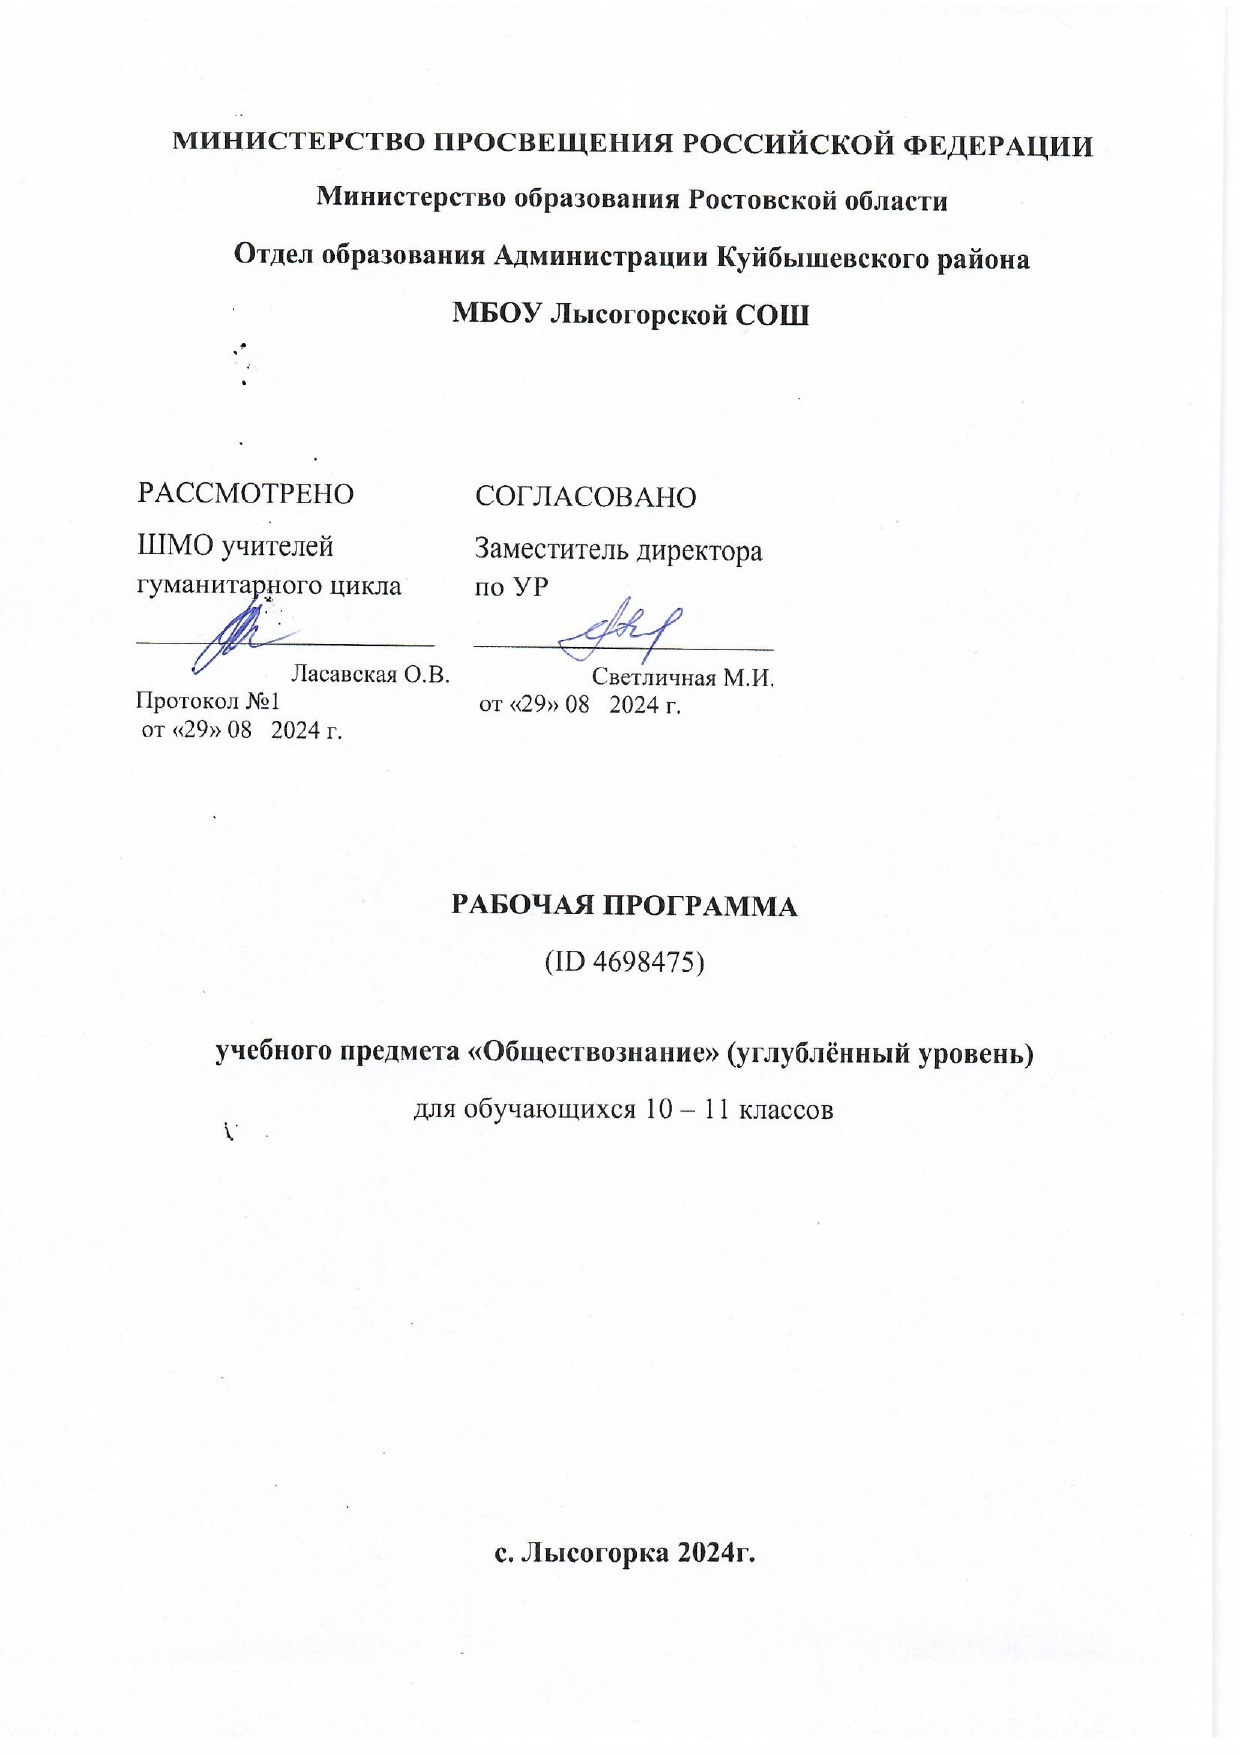 МИНИСТЕРСТВО ПРОСВЕЩЕНИЯ РОССИЙСКОЙ ФЕДЕРАЦИИ
Министерство образования Ростовской области
Отдел образования Администрации Куйбышевского района
МБОУ Лысогорской СОШ
РАССМОТРЕНО
ШМО учителей
гуманитарного цикла
Ласавская О.В.
Протокол №1
от «29» 08 2024 г.
СОГЛАСОВАНО
Заместитель директора
по УР
Светличная М.И.
от «29» 08 2024 г.
РАБОЧАЯ ПРОГРАММА
(ID 4698475)
учебного предмета «Обществознание» (углублённый уровень)
для обучающихся 10 – 11 классов
с. Лысогорка 2024г.